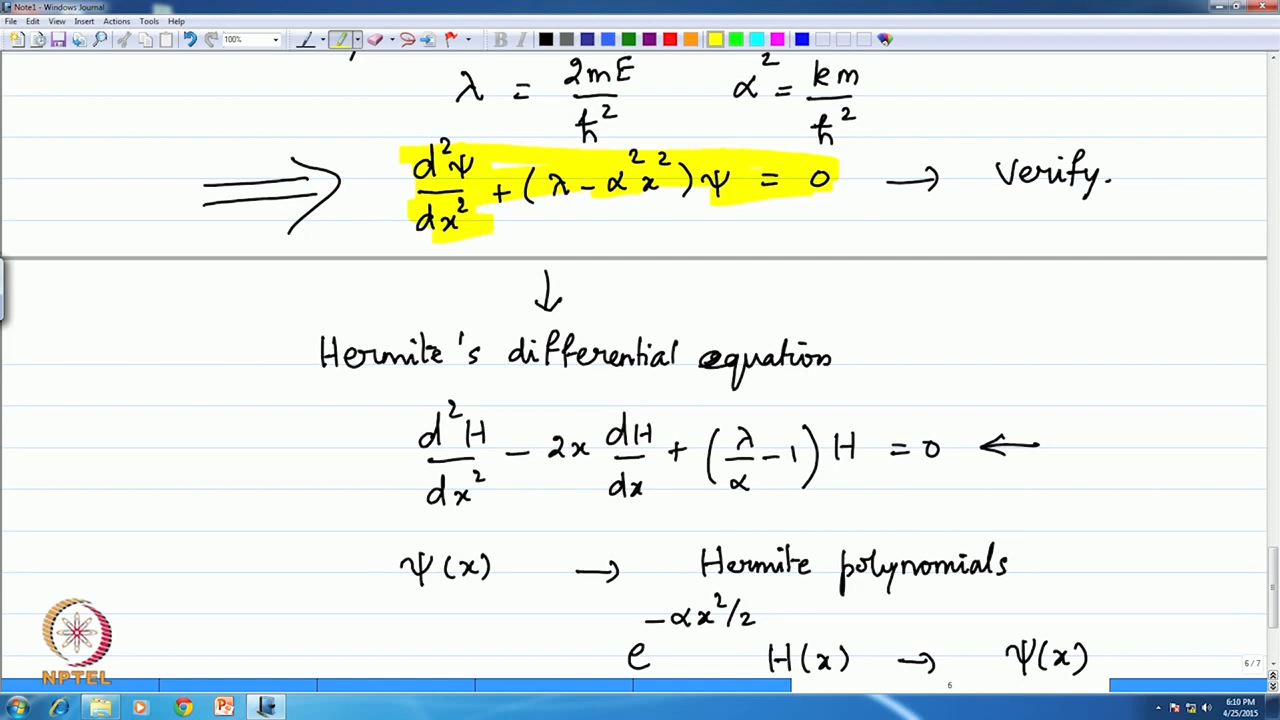 Note1 - Windows Journal
File Edit View Insert Actions Tools Help
100%
B I
λ = 2mE/ħ² α² = km/ħ²
⟹ d²Ψ/dx² + (λ - α²x²)Ψ = 0 → Verify.
↓
Hermite's differential equation
d²H/dx² - 2x dH/dx + (λ/α - 1) H = 0 ←
Ψ(x) → Hermite polynomials
e^(-αx²/2) H(x) → Ψ(x)
NPTEL
6/7
6
6:10 PM
4/25/2015